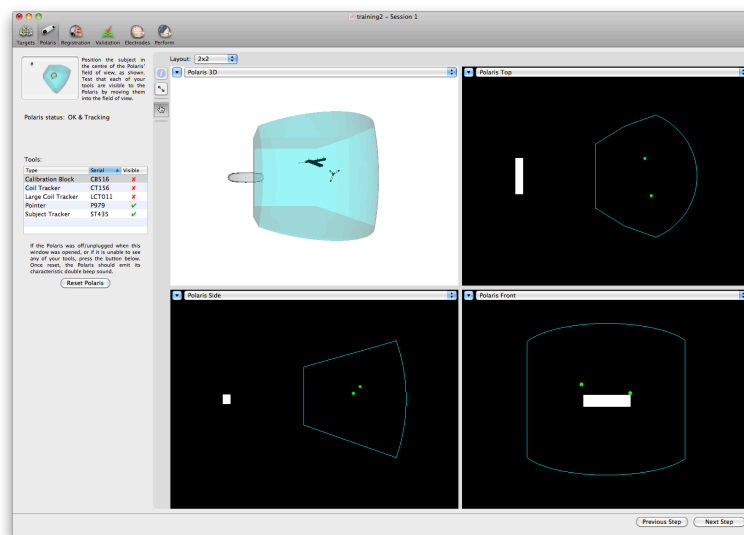 training2 – Session 1
Targets Polaris Registration Validation Electrodes Perform
Position the subject in
the centre of the Polaris'
field of view, as shown.
Test that each of your
tools are visible to the
Polaris by moving them
into the field of view.
Polaris status: OK & Tracking
Tools:
Type Serial Visible
Calibration Block CB516 ✘
Coil Tracker CT156 ✘
Large Coil Tracker LCT011 ✘
Pointer P979 ✔
Subject Tracker ST435 ✔
If the Polaris was off/unplugged when this
window was opened, or if it is unable to see
any of your tools, press the button below.
Once reset, the Polaris should emit its
characteristic double beep sound.
Reset Polaris
Layout: 2x2
Polaris 3D
Polaris Top
Polaris Side
Polaris Front
Previous Step Next Step